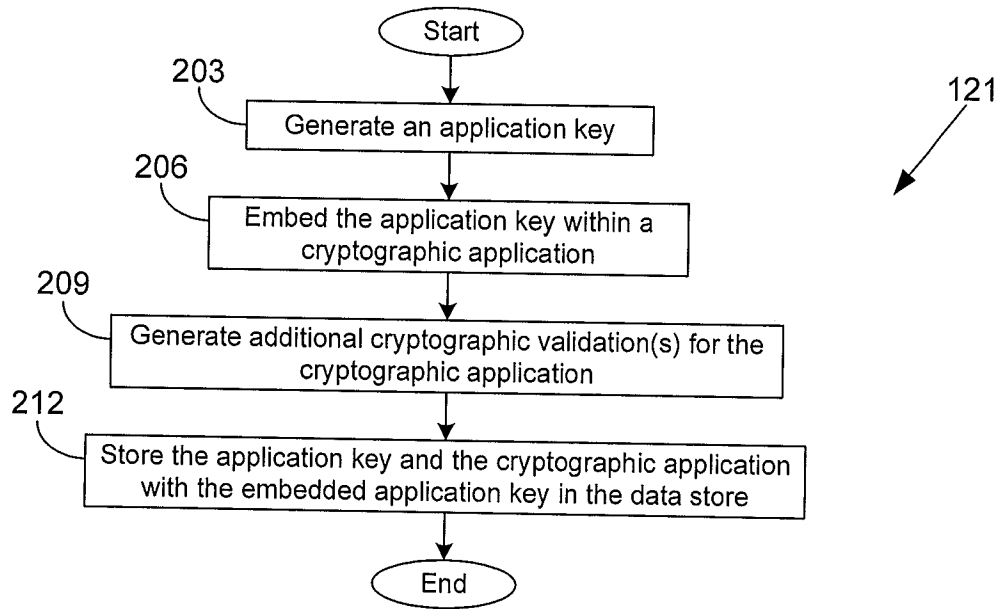 Start
203
121
Generate an application key
206
Embed the application key within a
cryptographic application
209
Generate additional cryptographic validation(s) for the
cryptographic application
212
Store the application key and the cryptographic application
with the embedded application key in the data store
End